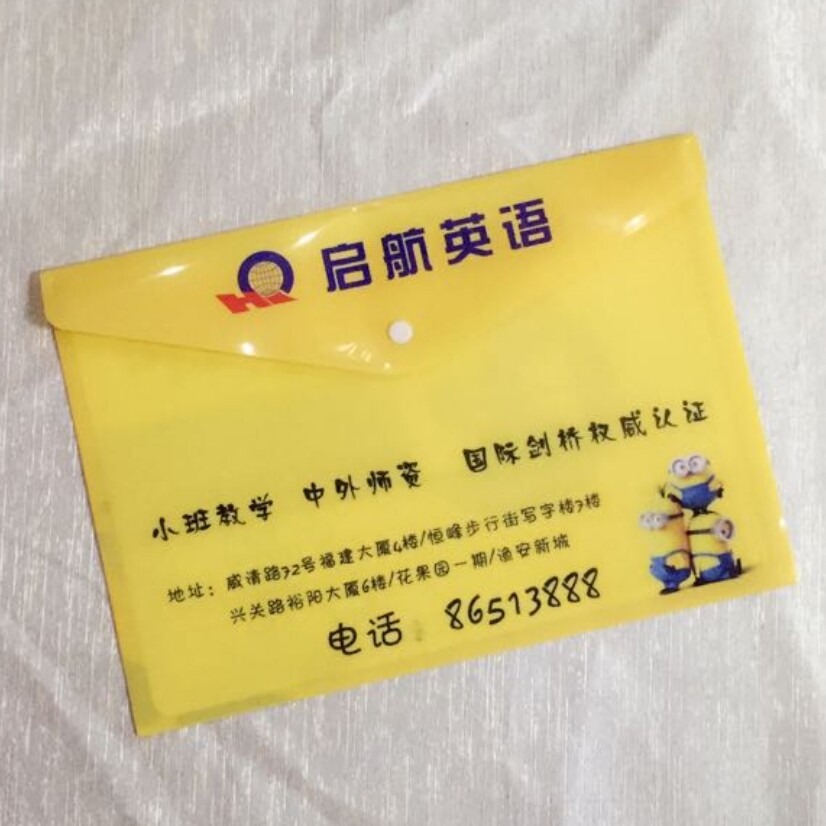 HQ 启航英语
小班教学 中外师资 国际剑桥权威认证
地址：威清路72号福建大厦4楼/恒峰步行街写字楼7楼
兴关路裕阳大厦6楼/花果园一期/渔安新城
电话 86513888